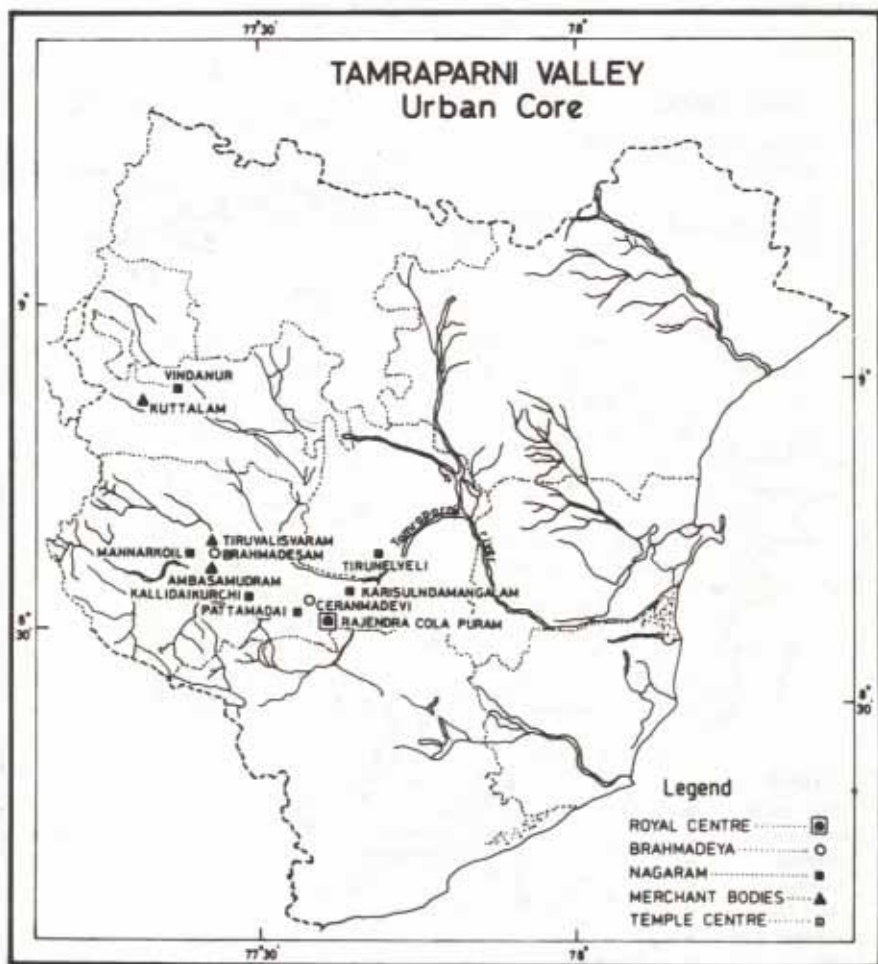 77°30'
78°
TAMRAPARNI VALLEY
Urban Core
9°
9°
VINDANUR
KUTTALAM
Tamraparni River
TIRUVALISVARAM
MANNARKOIL
BRAHMADESAM
TIRUNELVELI
AMBASAMUDRAM
KALLIDAIKURCHI
KARISULNDAMANGALAM
CERANMADEVI
PATTAMADAI
RAJENDRA COLA PURAM
8°
30'
8°
30'
Legend
ROYAL CENTRE
BRAHMADEYA
NAGARAM
MERCHANT BODIES
TEMPLE CENTRE
77°30'
78°